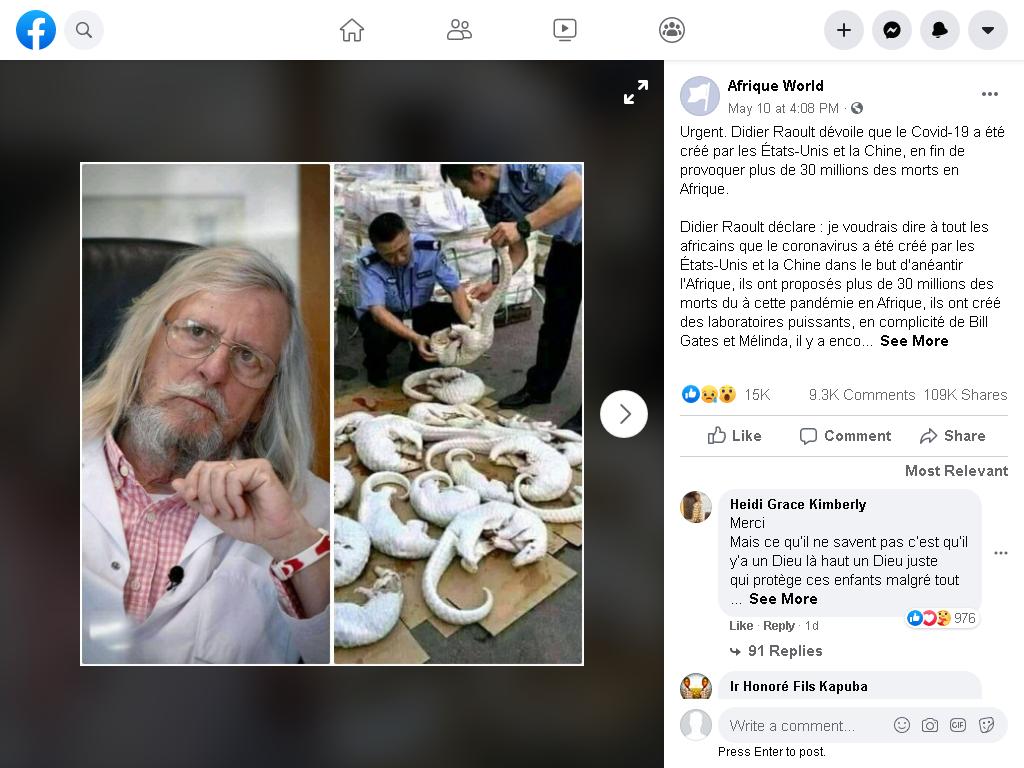 Afrique World
May 10 at 4:08 PM ·
Urgent. Didier Raoult dévoile que le Covid-19 a été
créé par les États-Unis et la Chine, en fin de
provoquer plus de 30 millions des morts en
Afrique.
Didier Raoult déclare : je voudrais dire à tout les
africains que le coronavirus a été créé par les
États-Unis et la Chine dans le but d'anéantir
l'Afrique, ils ont proposés plus de 30 millions des
morts du à cette pandémie en Afrique, ils ont créé
des laboratoires puissants, en complicité de Bill
Gates et Mélinda, il y a enco... See More
15K 9.3K Comments 109K Shares
Like Comment Share
Most Relevant
Heidi Grace Kimberly
Merci
Mais ce qu'il ne savent pas c'est qu'il
y'a un Dieu là haut un Dieu juste
qui protège ces enfants malgré tout
... See More
976
Like · Reply · 1d
91 Replies
Ir Honoré Fils Kapuba
Write a comment...
GIF
Press Enter to post.